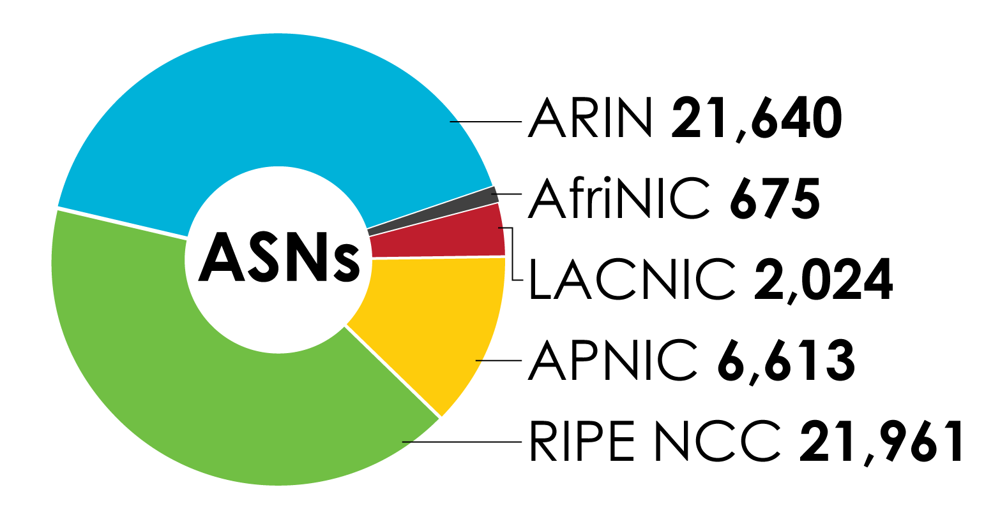 ASNs
ARIN 21,640
AfriNIC 675
LACNIC 2,024
APNIC 6,613
RIPE NCC 21,961